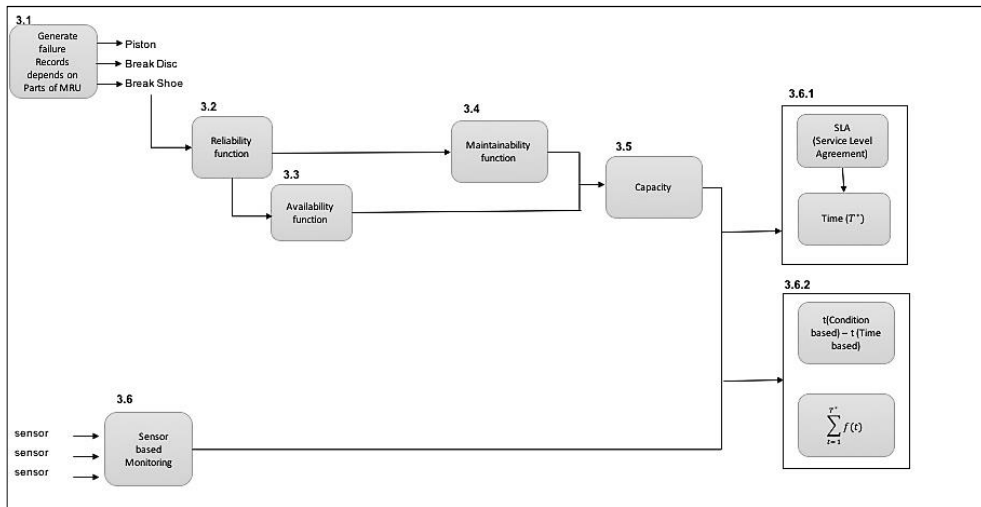 3.1
Generate
failure
Records
depends on
Parts of MRU
Piston
Break Disc
Break Shoe
3.2
Reliability
function
3.3
Availability
function
3.4
Maintainability
function
3.5
Capacity
3.6.1
SLA
(Service Level
Agreement)
Time (T**)
3.6.2
t(Condition
based) – t (Time
based)
T*
∑ f(t)
t=1
3.6
Sensor
based
Monitoring
sensor
sensor
sensor